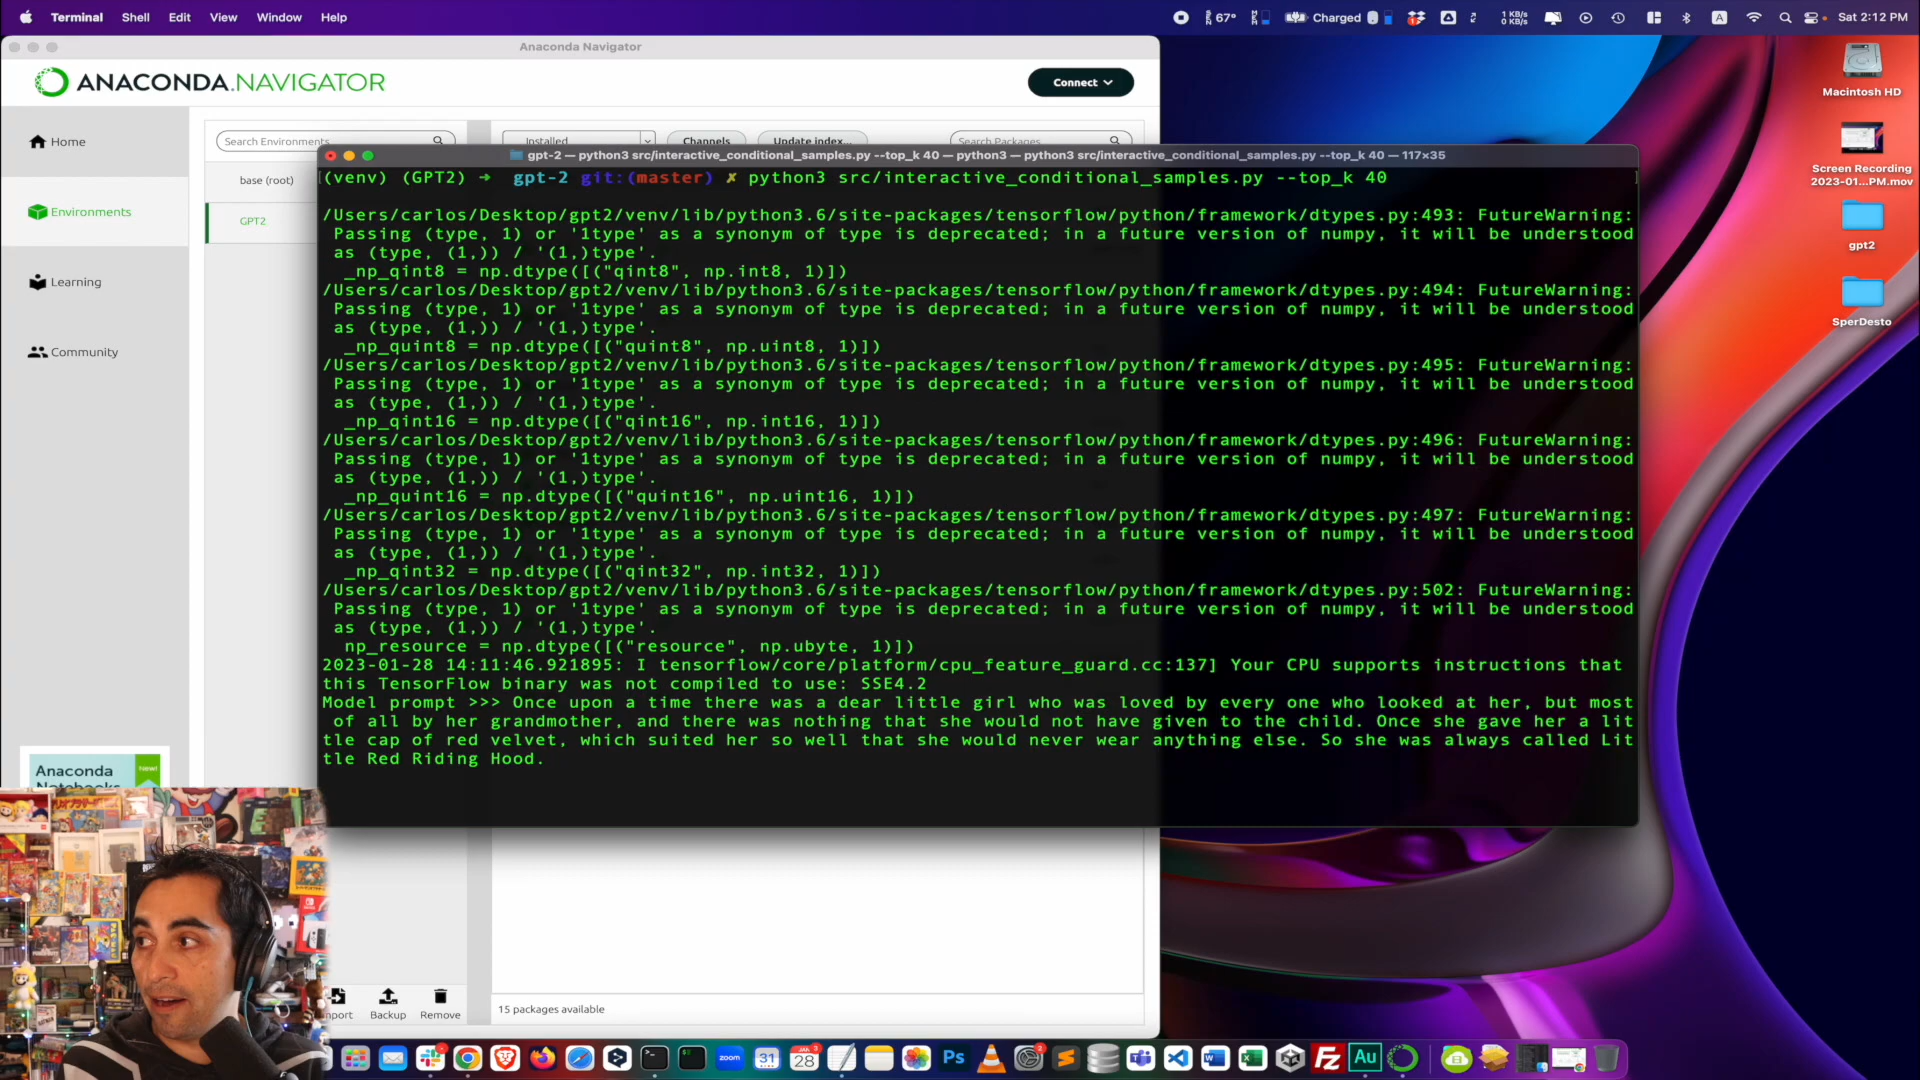 Terminal Shell Edit View Window Help
67° Charged 1 KB/s 0 KB/s A Sat 2:12 PM
Anaconda Navigator
ANACONDA.NAVIGATOR
Connect
Home
Environments
Learning
Community
Search Environments
base (root)
GPT2
Installed
Channels
Update index...
Search Packages
gpt-2 — python3 src/interactive_conditional_samples.py --top_k 40 — python3 — python3 src/interactive_conditional_samples.py --top_k 40 — 117×35
(venv) (GPT2) → gpt-2 git:(master) ✗ python3 src/interactive_conditional_samples.py --top_k 40
/Users/carlos/Desktop/gpt2/venv/lib/python3.6/site-packages/tensorflow/python/framework/dtypes.py:493: FutureWarning:
Passing (type, 1) or '1type' as a synonym of type is deprecated; in a future version of numpy, it will be understood
as (type, (1,)) / '(1,)type'.
_np_qint8 = np.dtype([("qint8", np.int8, 1)])
/Users/carlos/Desktop/gpt2/venv/lib/python3.6/site-packages/tensorflow/python/framework/dtypes.py:494: FutureWarning:
Passing (type, 1) or '1type' as a synonym of type is deprecated; in a future version of numpy, it will be understood
as (type, (1,)) / '(1,)type'.
_np_quint8 = np.dtype([("quint8", np.uint8, 1)])
/Users/carlos/Desktop/gpt2/venv/lib/python3.6/site-packages/tensorflow/python/framework/dtypes.py:495: FutureWarning:
Passing (type, 1) or '1type' as a synonym of type is deprecated; in a future version of numpy, it will be understood
as (type, (1,)) / '(1,)type'.
_np_qint16 = np.dtype([("qint16", np.int16, 1)])
/Users/carlos/Desktop/gpt2/venv/lib/python3.6/site-packages/tensorflow/python/framework/dtypes.py:496: FutureWarning:
Passing (type, 1) or '1type' as a synonym of type is deprecated; in a future version of numpy, it will be understood
as (type, (1,)) / '(1,)type'.
_np_quint16 = np.dtype([("quint16", np.uint16, 1)])
/Users/carlos/Desktop/gpt2/venv/lib/python3.6/site-packages/tensorflow/python/framework/dtypes.py:497: FutureWarning:
Passing (type, 1) or '1type' as a synonym of type is deprecated; in a future version of numpy, it will be understood
as (type, (1,)) / '(1,)type'.
_np_qint32 = np.dtype([("qint32", np.int32, 1)])
/Users/carlos/Desktop/gpt2/venv/lib/python3.6/site-packages/tensorflow/python/framework/dtypes.py:502: FutureWarning:
Passing (type, 1) or '1type' as a synonym of type is deprecated; in a future version of numpy, it will be understood
as (type, (1,)) / '(1,)type'.
np_resource = np.dtype([("resource", np.ubyte, 1)])
2023-01-28 14:11:46.921895: I tensorflow/core/platform/cpu_feature_guard.cc:137] Your CPU supports instructions that
this TensorFlow binary was not compiled to use: SSE4.2
Model prompt >>> Once upon a time there was a dear little girl who was loved by every one who looked at her, but most
of all by her grandmother, and there was nothing that she would not have given to the child. Once she gave her a lit
tle cap of red velvet, which suited her so well that she would never wear anything else. So she was always called Lit
tle Red Riding Hood.
Macintosh HD
Screen Recording
2023-01...PM.mov
gpt2
SperDesto
Anaconda
Notebooks
New!
Backup
Remove
15 packages available
zoom 31 28 Ps Fz Au